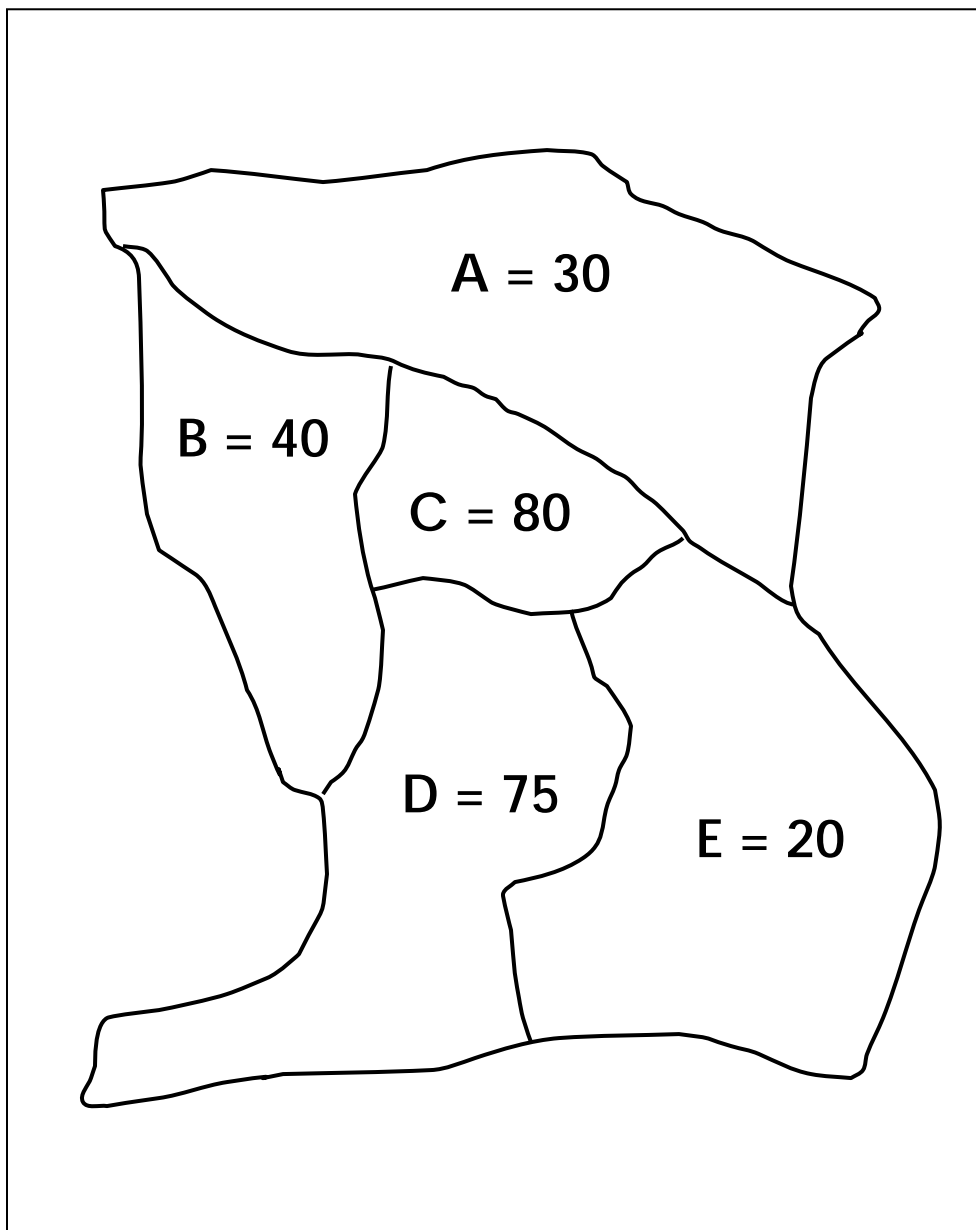 A = 30
B = 40
C = 80
D = 75
E = 20